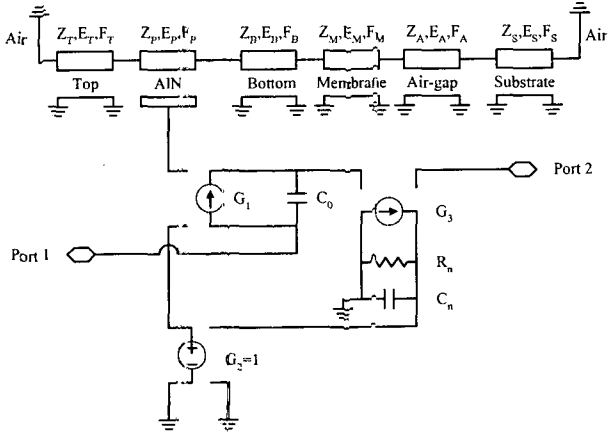 Air
Z_T,E_T,F_T Z_P,E_P,F_P Z_B,E_B,F_B Z_M,E_M,F_M Z_A,E_A,F_A Z_S,E_S,F_S
Air
Top AlN Bottom Membrane Air-gap Substrate
Port 2
G_1 C_0 G_3
Port 1
R_n
C_n
G_2=1